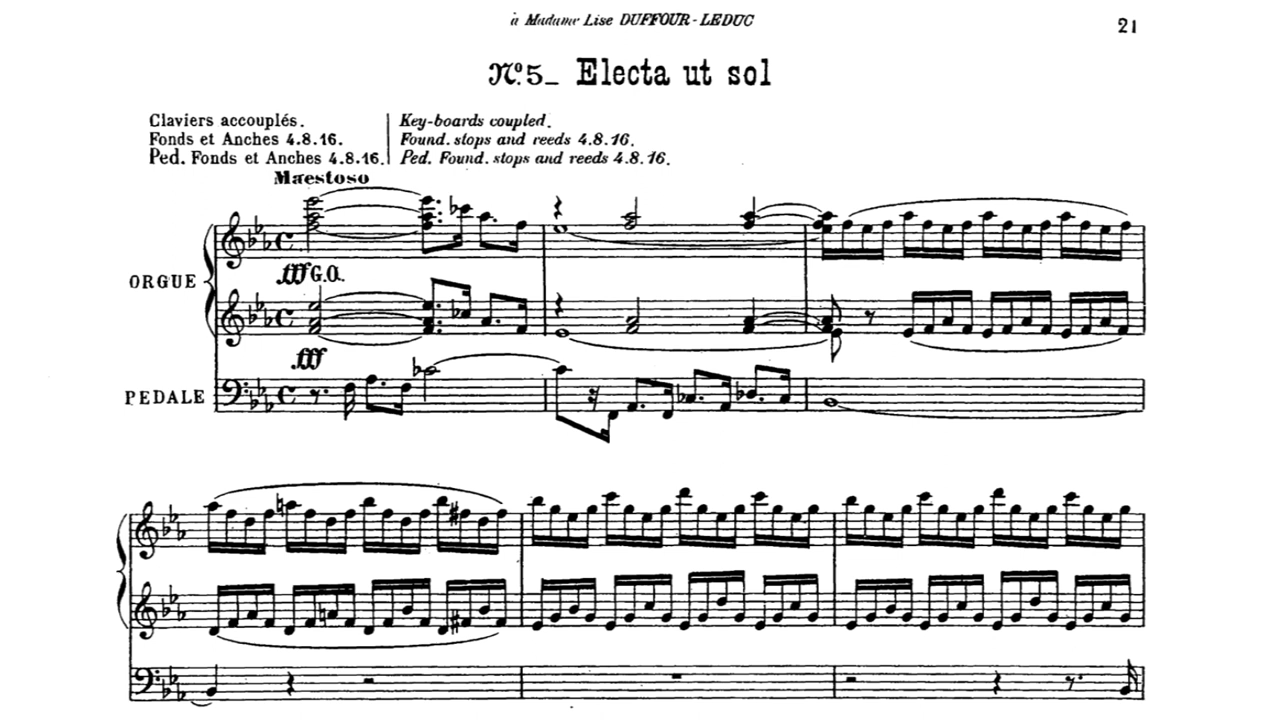 à Madame Lise DUFFOUR-LEDUC
21
Nº 5_ Electa ut sol
Claviers accouplés.
Fonds et Anches 4.8.16.
Ped. Fonds et Anches 4.8.16.
Key-boards coupled.
Found. stops and reeds 4.8.16.
Ped. Found. stops and reeds 4.8.16.
Maestoso
fff G.O.
ORGUE
fff
PEDALE